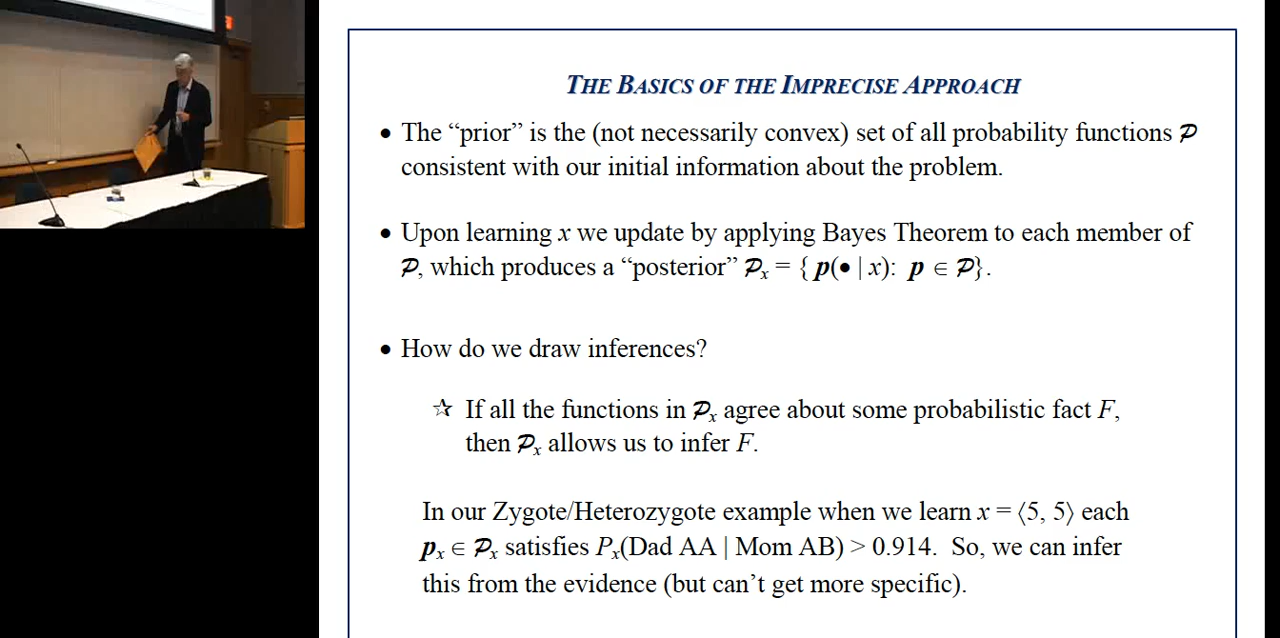 THE BASICS OF THE IMPRECISE APPROACH
• The “prior” is the (not necessarily convex) set of all probability functions 𝒫
consistent with our initial information about the problem.
• Upon learning x we update by applying Bayes Theorem to each member of
𝒫, which produces a “posterior” 𝒫ₓ = { p(• | x): p ∈ 𝒫}.
• How do we draw inferences?
☆ If all the functions in 𝒫ₓ agree about some probabilistic fact F,
then 𝒫ₓ allows us to infer F.
In our Zygote/Heterozygote example when we learn x = ⟨5, 5⟩ each
pₓ ∈ 𝒫ₓ satisfies Pₓ(Dad AA | Mom AB) > 0.914. So, we can infer
this from the evidence (but can’t get more specific).